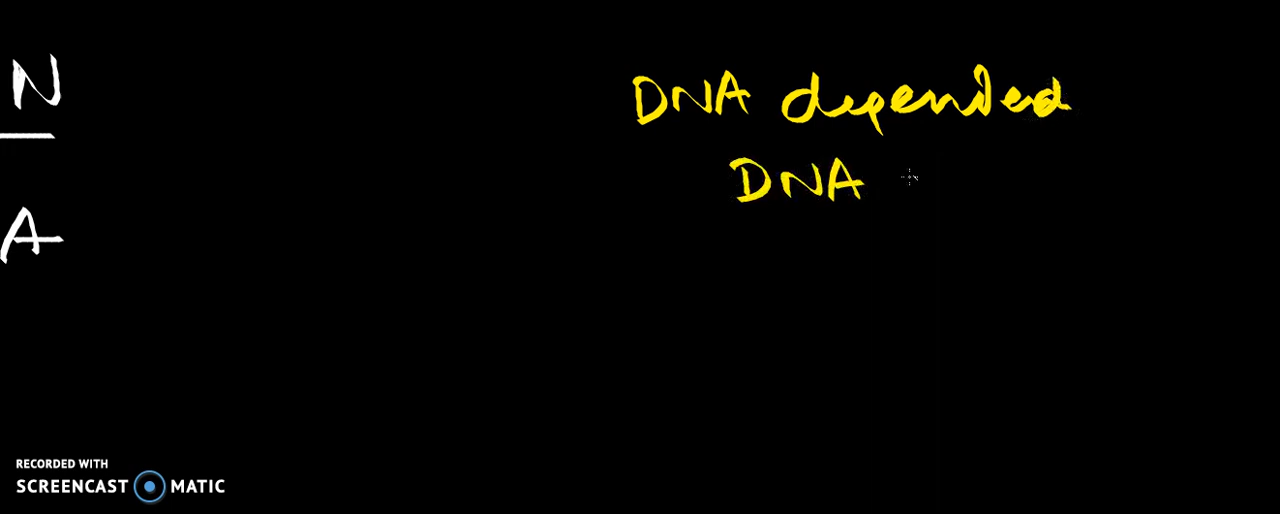 N
A
DNA depended
DNA
RECORDED WITH
SCREENCAST MATIC